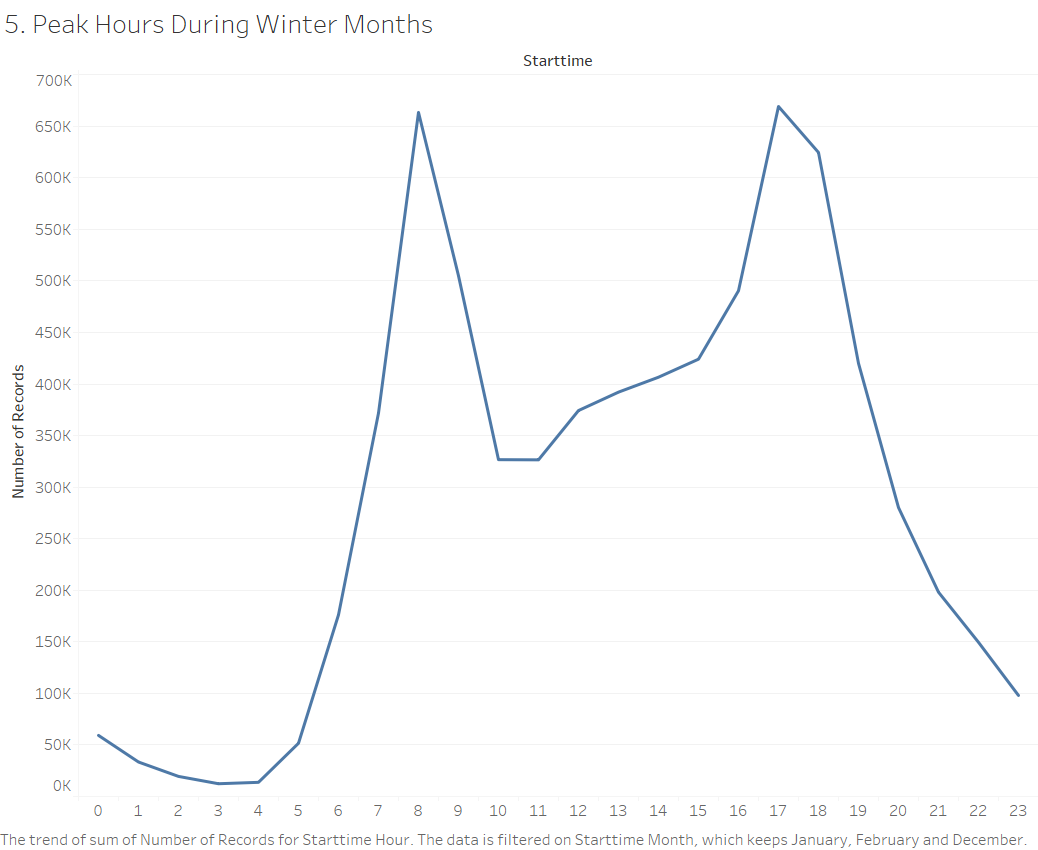 5. Peak Hours During Winter Months
Starttime
700K
650K
600K
550K
500K
450K
400K
350K
300K
250K
200K
150K
100K
50K
0K
Number of Records
0 1 2 3 4 5 6 7 8 9 10 11 12 13 14 15 16 17 18 19 20 21 22 23
The trend of sum of Number of Records for Starttime Hour. The data is filtered on Starttime Month, which keeps January, February and December.